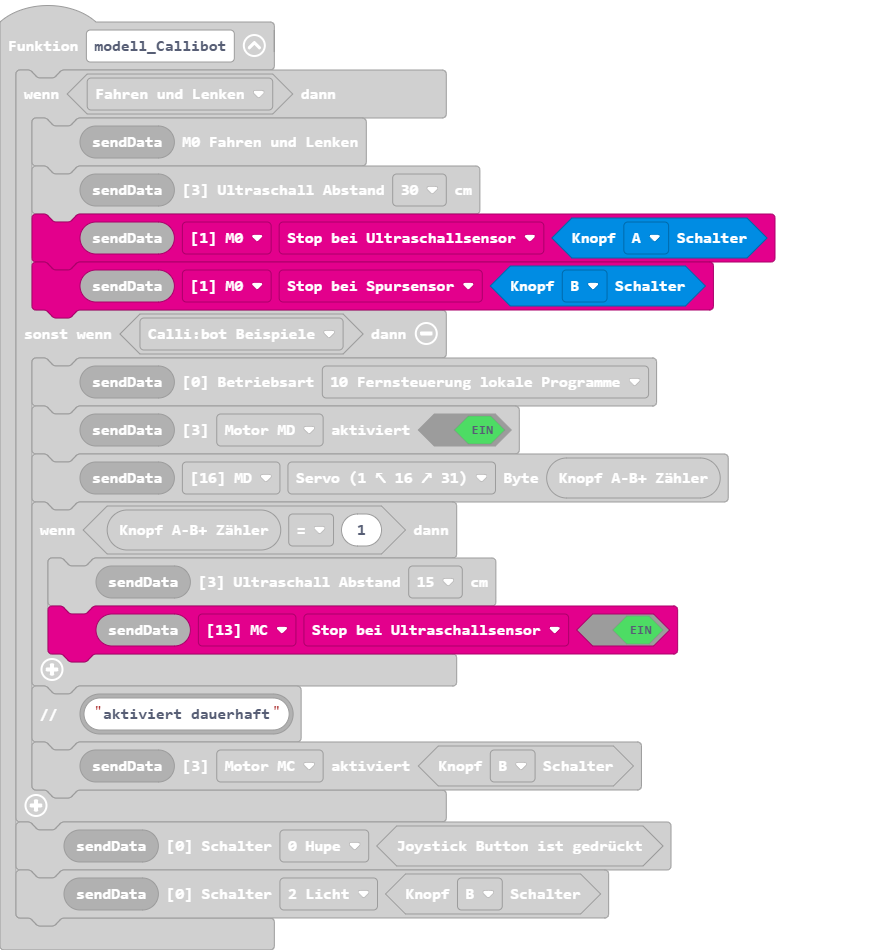 Funktion modell_Callibot
wenn Fahren und Lenken dann
sendData M0 Fahren und Lenken
sendData [3] Ultraschall Abstand 30 cm
sendData [1] M0 Stop bei Ultraschallsensor Knopf A Schalter
sendData [1] M0 Stop bei Spursensor Knopf B Schalter
sonst wenn Calli:bot Beispiele dann
sendData [0] Betriebsart 10 Fernsteuerung lokale Programme
sendData [3] Motor MD aktiviert EIN
sendData [16] MD Servo (1 ↖ 16 ↗ 31) Byte Knopf A-B+ Zähler
wenn Knopf A-B+ Zähler = 1 dann
sendData [3] Ultraschall Abstand 15 cm
sendData [13] MC Stop bei Ultraschallsensor EIN
// "aktiviert dauerhaft"
sendData [3] Motor MC aktiviert Knopf B Schalter
sendData [0] Schalter 0 Hupe Joystick Button ist gedrückt
sendData [0] Schalter 2 Licht Knopf B Schalter